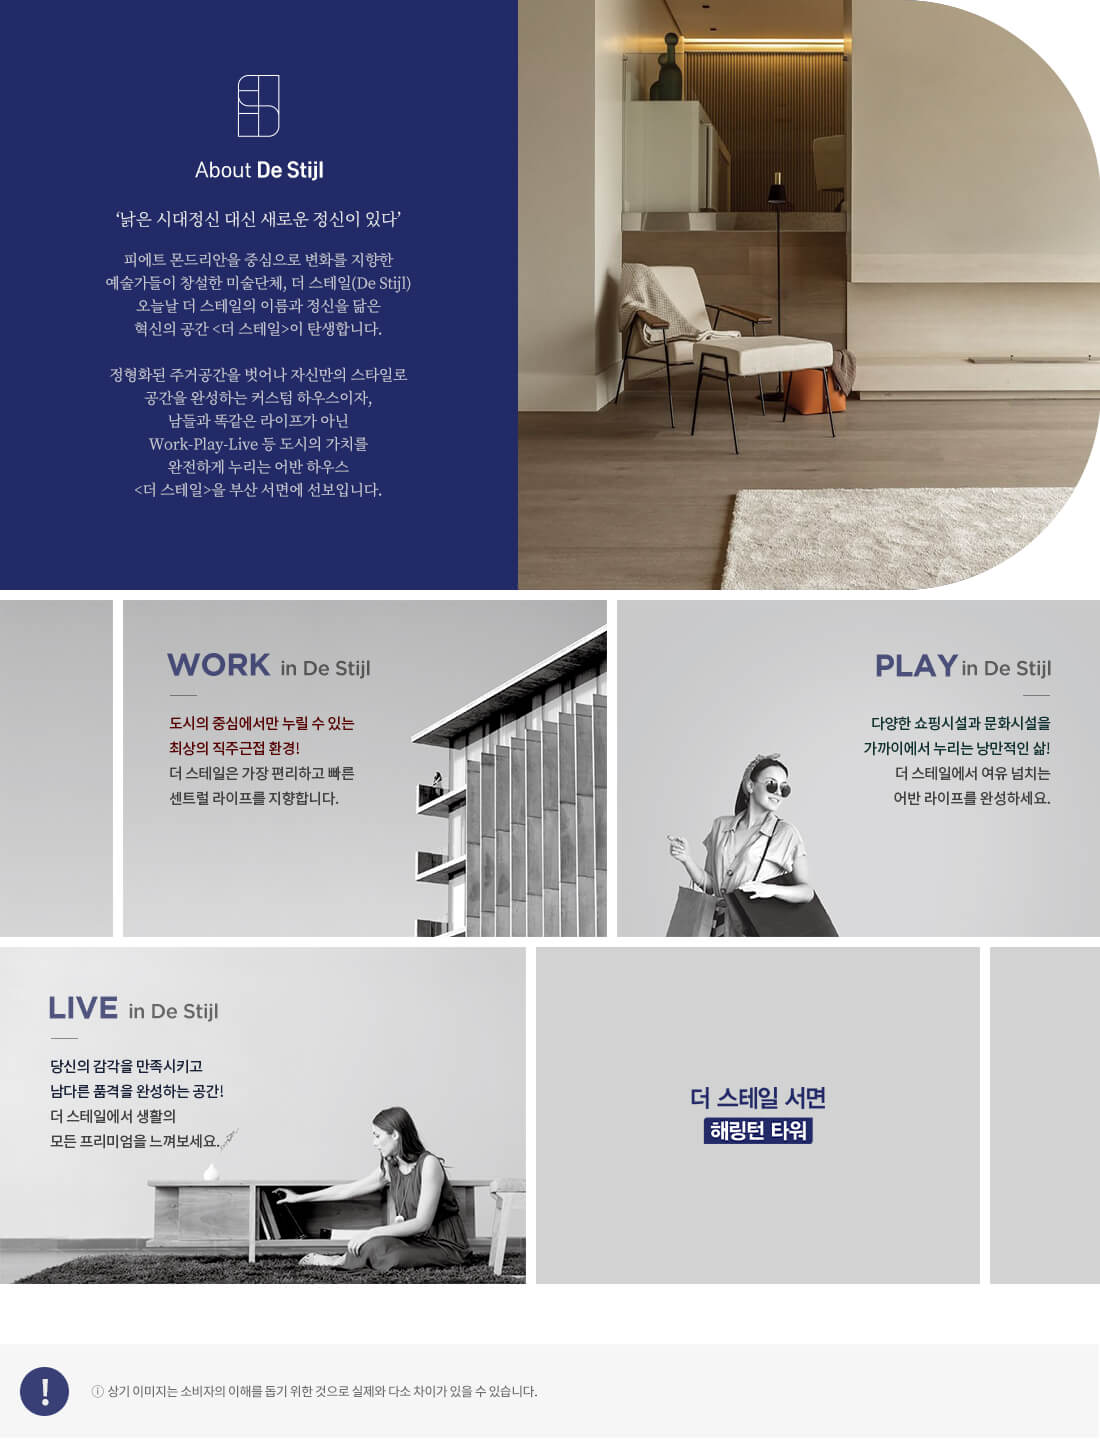 About De Stijl
‘낡은 시대정신 대신 새로운 정신이 있다’
피에트 몬드리안을 중심으로 변화를 지향한
예술가들이 창설한 미술단체, 더 스테일(De Stijl)
오늘날 더 스테일의 이름과 정신을 닮은
혁신의 공간 <더 스테일>이 탄생합니다.
정형화된 주거공간을 벗어나 자신만의 스타일로
공간을 완성하는 커스텀 하우스이자,
남들과 똑같은 라이프가 아닌
Work-Play-Live 등 도시의 가치를
완전하게 누리는 어반 하우스
<더 스테일>을 부산 서면에 선보입니다.
WORK in De Stijl
도시의 중심에서만 누릴 수 있는
최상의 직주근접 환경!
더 스테일은 가장 편리하고 빠른
센트럴 라이프를 지향합니다.
PLAY in De Stijl
다양한 쇼핑시설과 문화시설을
가까이에서 누리는 낭만적인 삶!
더 스테일에서 여유 넘치는
어반 라이프를 완성하세요.
LIVE in De Stijl
당신의 감각을 만족시키고
남다른 품격을 완성하는 공간!
더 스테일에서 생활의
모든 프리미엄을 느껴보세요.
더 스테일 서면
해링턴 타워
! ⓘ 상기 이미지는 소비자의 이해를 돕기 위한 것으로 실제와 다소 차이가 있을 수 있습니다.